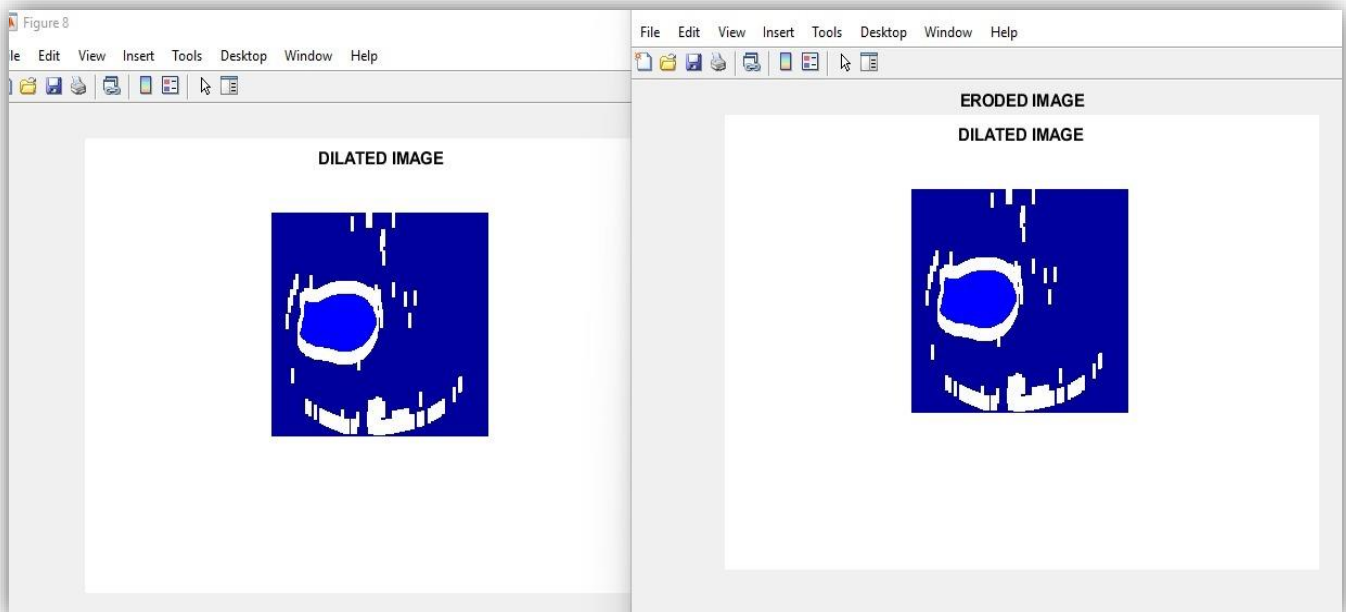 Figure 8
le Edit View Insert Tools Desktop Window Help
DILATED IMAGE
File Edit View Insert Tools Desktop Window Help
ERODED IMAGE
DILATED IMAGE